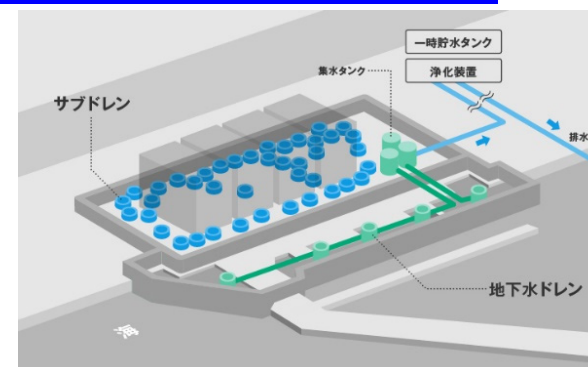 一時貯水タンク
集水タンク
浄化装置
サブドレン
排水
地下水ドレン